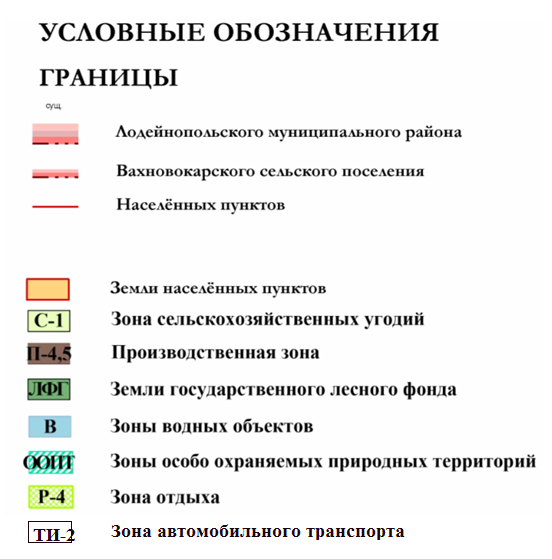 УСЛОВНЫЕ ОБОЗНАЧЕНИЯ
ГРАНИЦЫ
сущ.
Лодейнопольского муниципального района
Вахновокарского сельского поселения
Населённых пунктов
Земли населённых пунктов
С-1 Зона сельскохозяйственных угодий
П-4,5 Производственная зона
ЛФГ Земли государственного лесного фонда
В Зоны водных объектов
ООПТ Зоны особо охраняемых природных территорий
Р-4 Зона отдыха
ТИ-2 Зона автомобильного транспорта